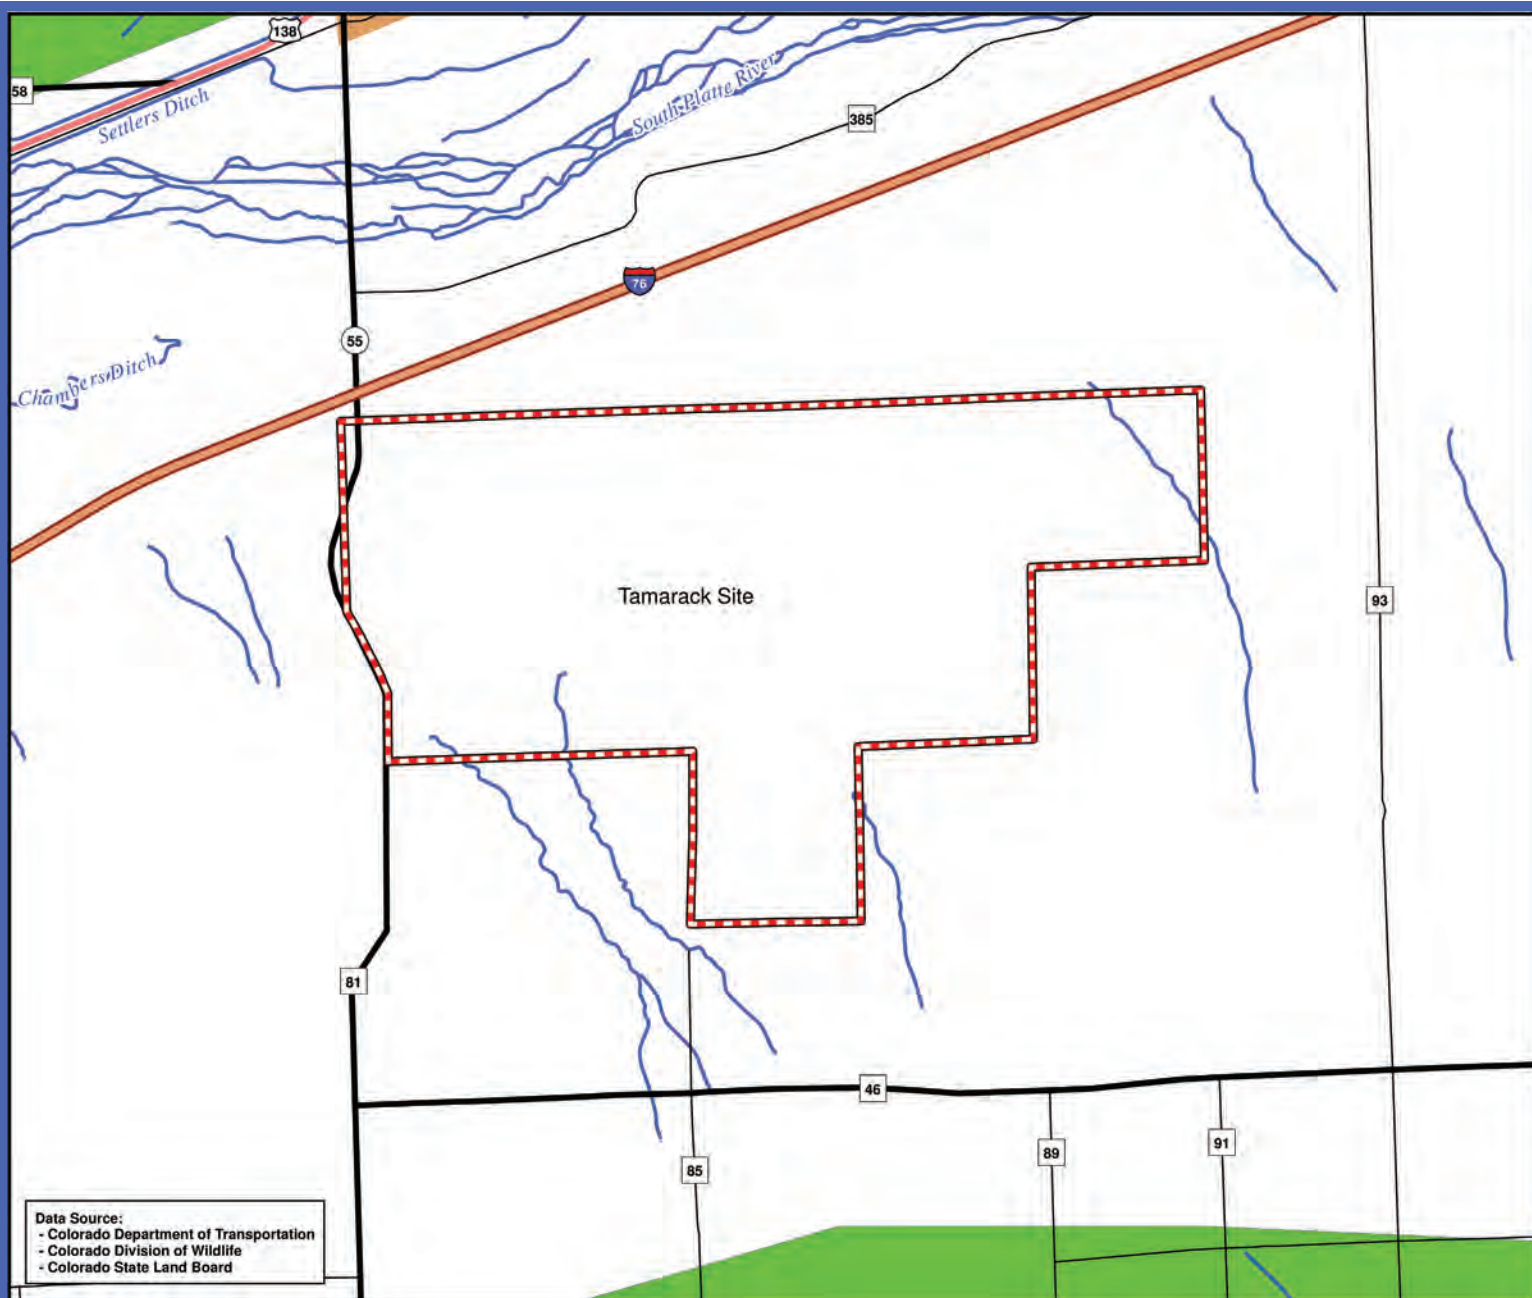 138
58
Settlers Ditch
South Platte River
385
76
55
Chambers Ditch
Tamarack Site
93
81
46
91
89
85
Data Source:
- Colorado Department of Transportation
- Colorado Division of Wildlife
- Colorado State Land Board